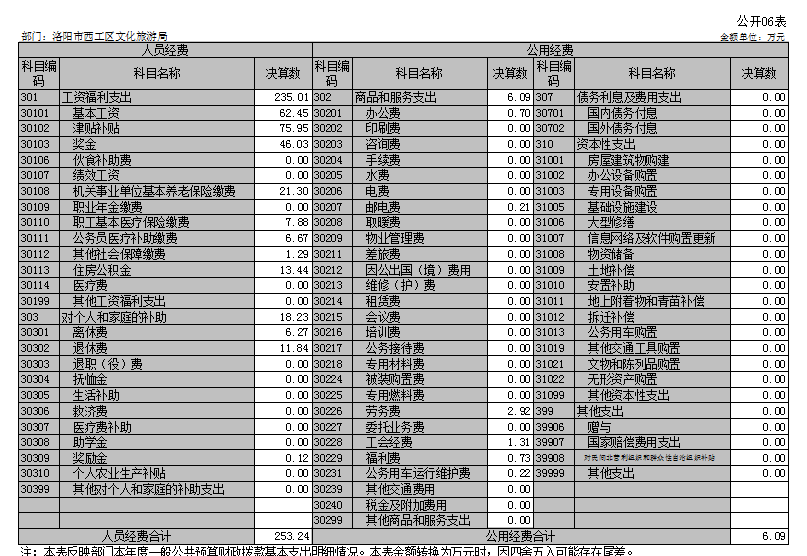 公开06表
部门：洛阳市西工区文化旅游局 金额单位：万元
人员经费 公用经费
科目编码 科目名称 决算数 科目编码 科目名称 决算数 科目编码 科目名称 决算数
301 工资福利支出 235.01 302 商品和服务支出 6.09 307 债务利息及费用支出 0.00
30101 基本工资 62.45 30201 办公费 0.70 30701 国内债务付息 0.00
30102 津贴补贴 75.95 30202 印刷费 0.00 30702 国外债务付息 0.00
30103 奖金 46.03 30203 咨询费 0.00 310 资本性支出 0.00
30106 伙食补助费 0.00 30204 手续费 0.00 31001 房屋建筑物购建 0.00
30107 绩效工资 0.00 30205 水费 0.00 31002 办公设备购置 0.00
30108 机关事业单位基本养老保险缴费 21.30 30206 电费 0.00 31003 专用设备购置 0.00
30109 职业年金缴费 0.00 30207 邮电费 0.21 31005 基础设施建设 0.00
30110 职工基本医疗保险缴费 7.88 30208 取暖费 0.00 31006 大型修缮 0.00
30111 公务员医疗补助缴费 6.67 30209 物业管理费 0.00 31007 信息网络及软件购置更新 0.00
30112 其他社会保障缴费 1.29 30211 差旅费 0.00 31008 物资储备 0.00
30113 住房公积金 13.44 30212 因公出国（境）费用 0.00 31009 土地补偿 0.00
30114 医疗费 0.00 30213 维修（护）费 0.00 31010 安置补助 0.00
30199 其他工资福利支出 0.00 30214 租赁费 0.00 31011 地上附着物和青苗补偿 0.00
303 对个人和家庭的补助 18.23 30215 会议费 0.00 31012 拆迁补偿 0.00
30301 离休费 6.27 30216 培训费 0.00 31013 公务用车购置 0.00
30302 退休费 11.84 30217 公务接待费 0.00 31019 其他交通工具购置 0.00
30303 退职（役）费 0.00 30218 专用材料费 0.00 31021 文物和陈列品购置 0.00
30304 抚恤金 0.00 30224 被装购置费 0.00 31022 无形资产购置 0.00
30305 生活补助 0.00 30225 专用燃料费 0.00 31099 其他资本性支出 0.00
30306 救济费 0.00 30226 劳务费 2.92 399 其他支出 0.00
30307 医疗费补助 0.00 30227 委托业务费 0.00 39906 赠与 0.00
30308 助学金 0.00 30228 工会经费 1.31 39907 国家赔偿费用支出 0.00
30309 奖励金 0.12 30229 福利费 0.73 39908 对民间非营利组织和群众性自治组织补贴 0.00
30310 个人农业生产补贴 0.00 30231 公务用车运行维护费 0.22 39999 其他支出 0.00
30399 其他对个人和家庭的补助支出 0.00 30239 其他交通费用 0.00
30240 税金及附加费用 0.00
30299 其他商品和服务支出 0.00
人员经费合计 253.24 公用经费合计 6.09
注：本表反映部门本年度一般公共预算财政拨款基本支出明细情况。本表金额转换为万元时，因四舍五入可能存在尾差。